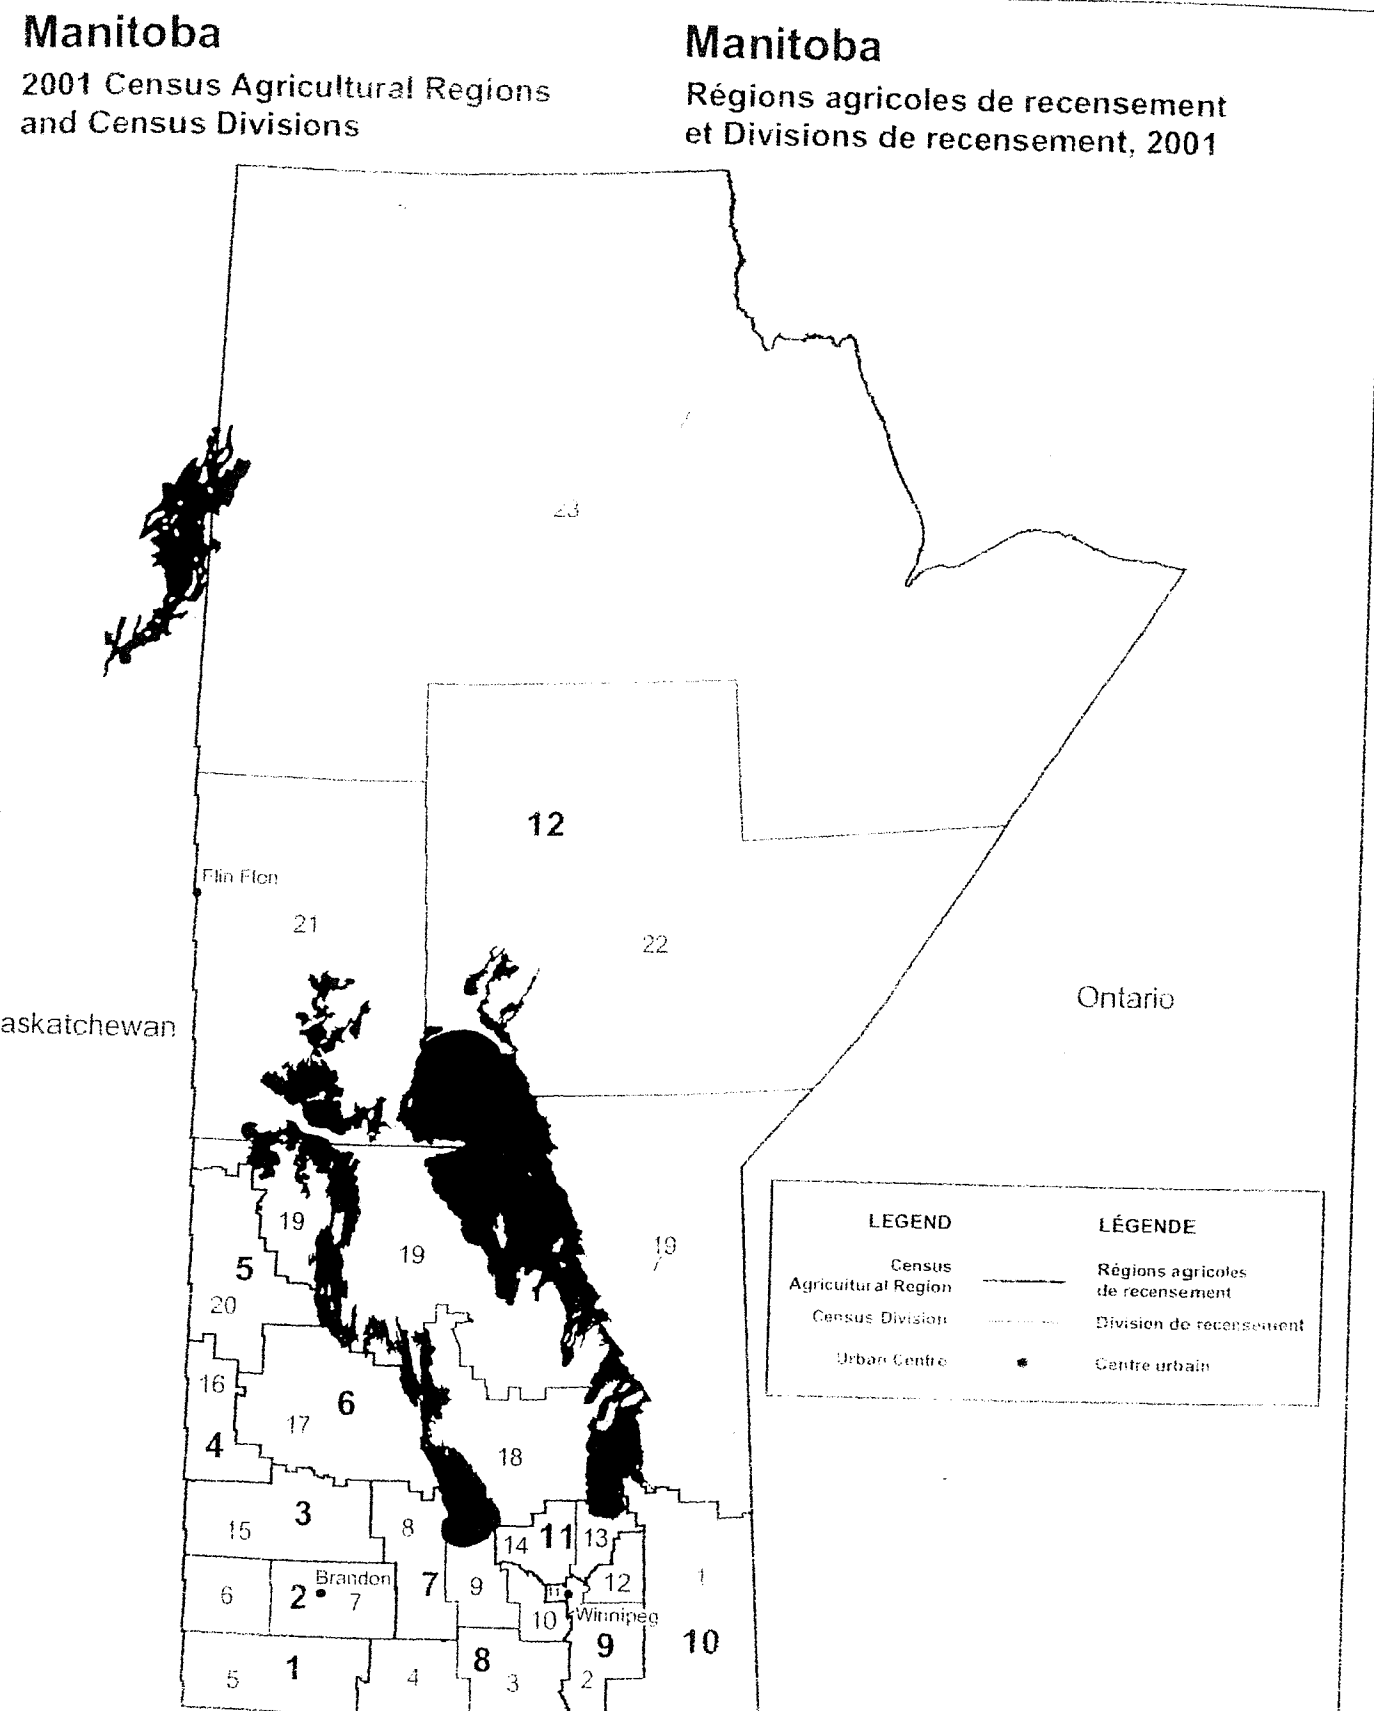 Manitoba
2001 Census Agricultural Regions
and Census Divisions
Manitoba
Régions agricoles de recensement
et Divisions de recensement, 2001
23
12
Flin Flon
21
22
Ontario
askatchewan
19
19
19
5
20
16
6
17
4
18
3
15
8
14
11
13
6
2
Brandon
7
7
9
11
12
1
10
Winnipeg
9
10
1
5
4
8
3
2
LEGEND
LÉGENDE
Census
Agricultural Region
Régions agricoles
de recensement
Census Division
Division de recensement
Urban Centre
Centre urbain